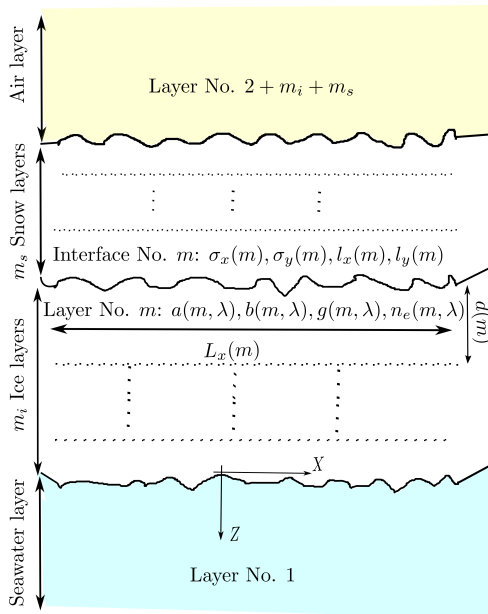 Air layer
Layer No. 2 + m_i + m_s
m_s Snow layers
Interface No. m: σ_x(m), σ_y(m), l_x(m), l_y(m)
Layer No. m: a(m, λ), b(m, λ), g(m, λ), n_e(m, λ)
d(m)
L_x(m)
m_i Ice layers
X
Z
Seawater layer
Layer No. 1